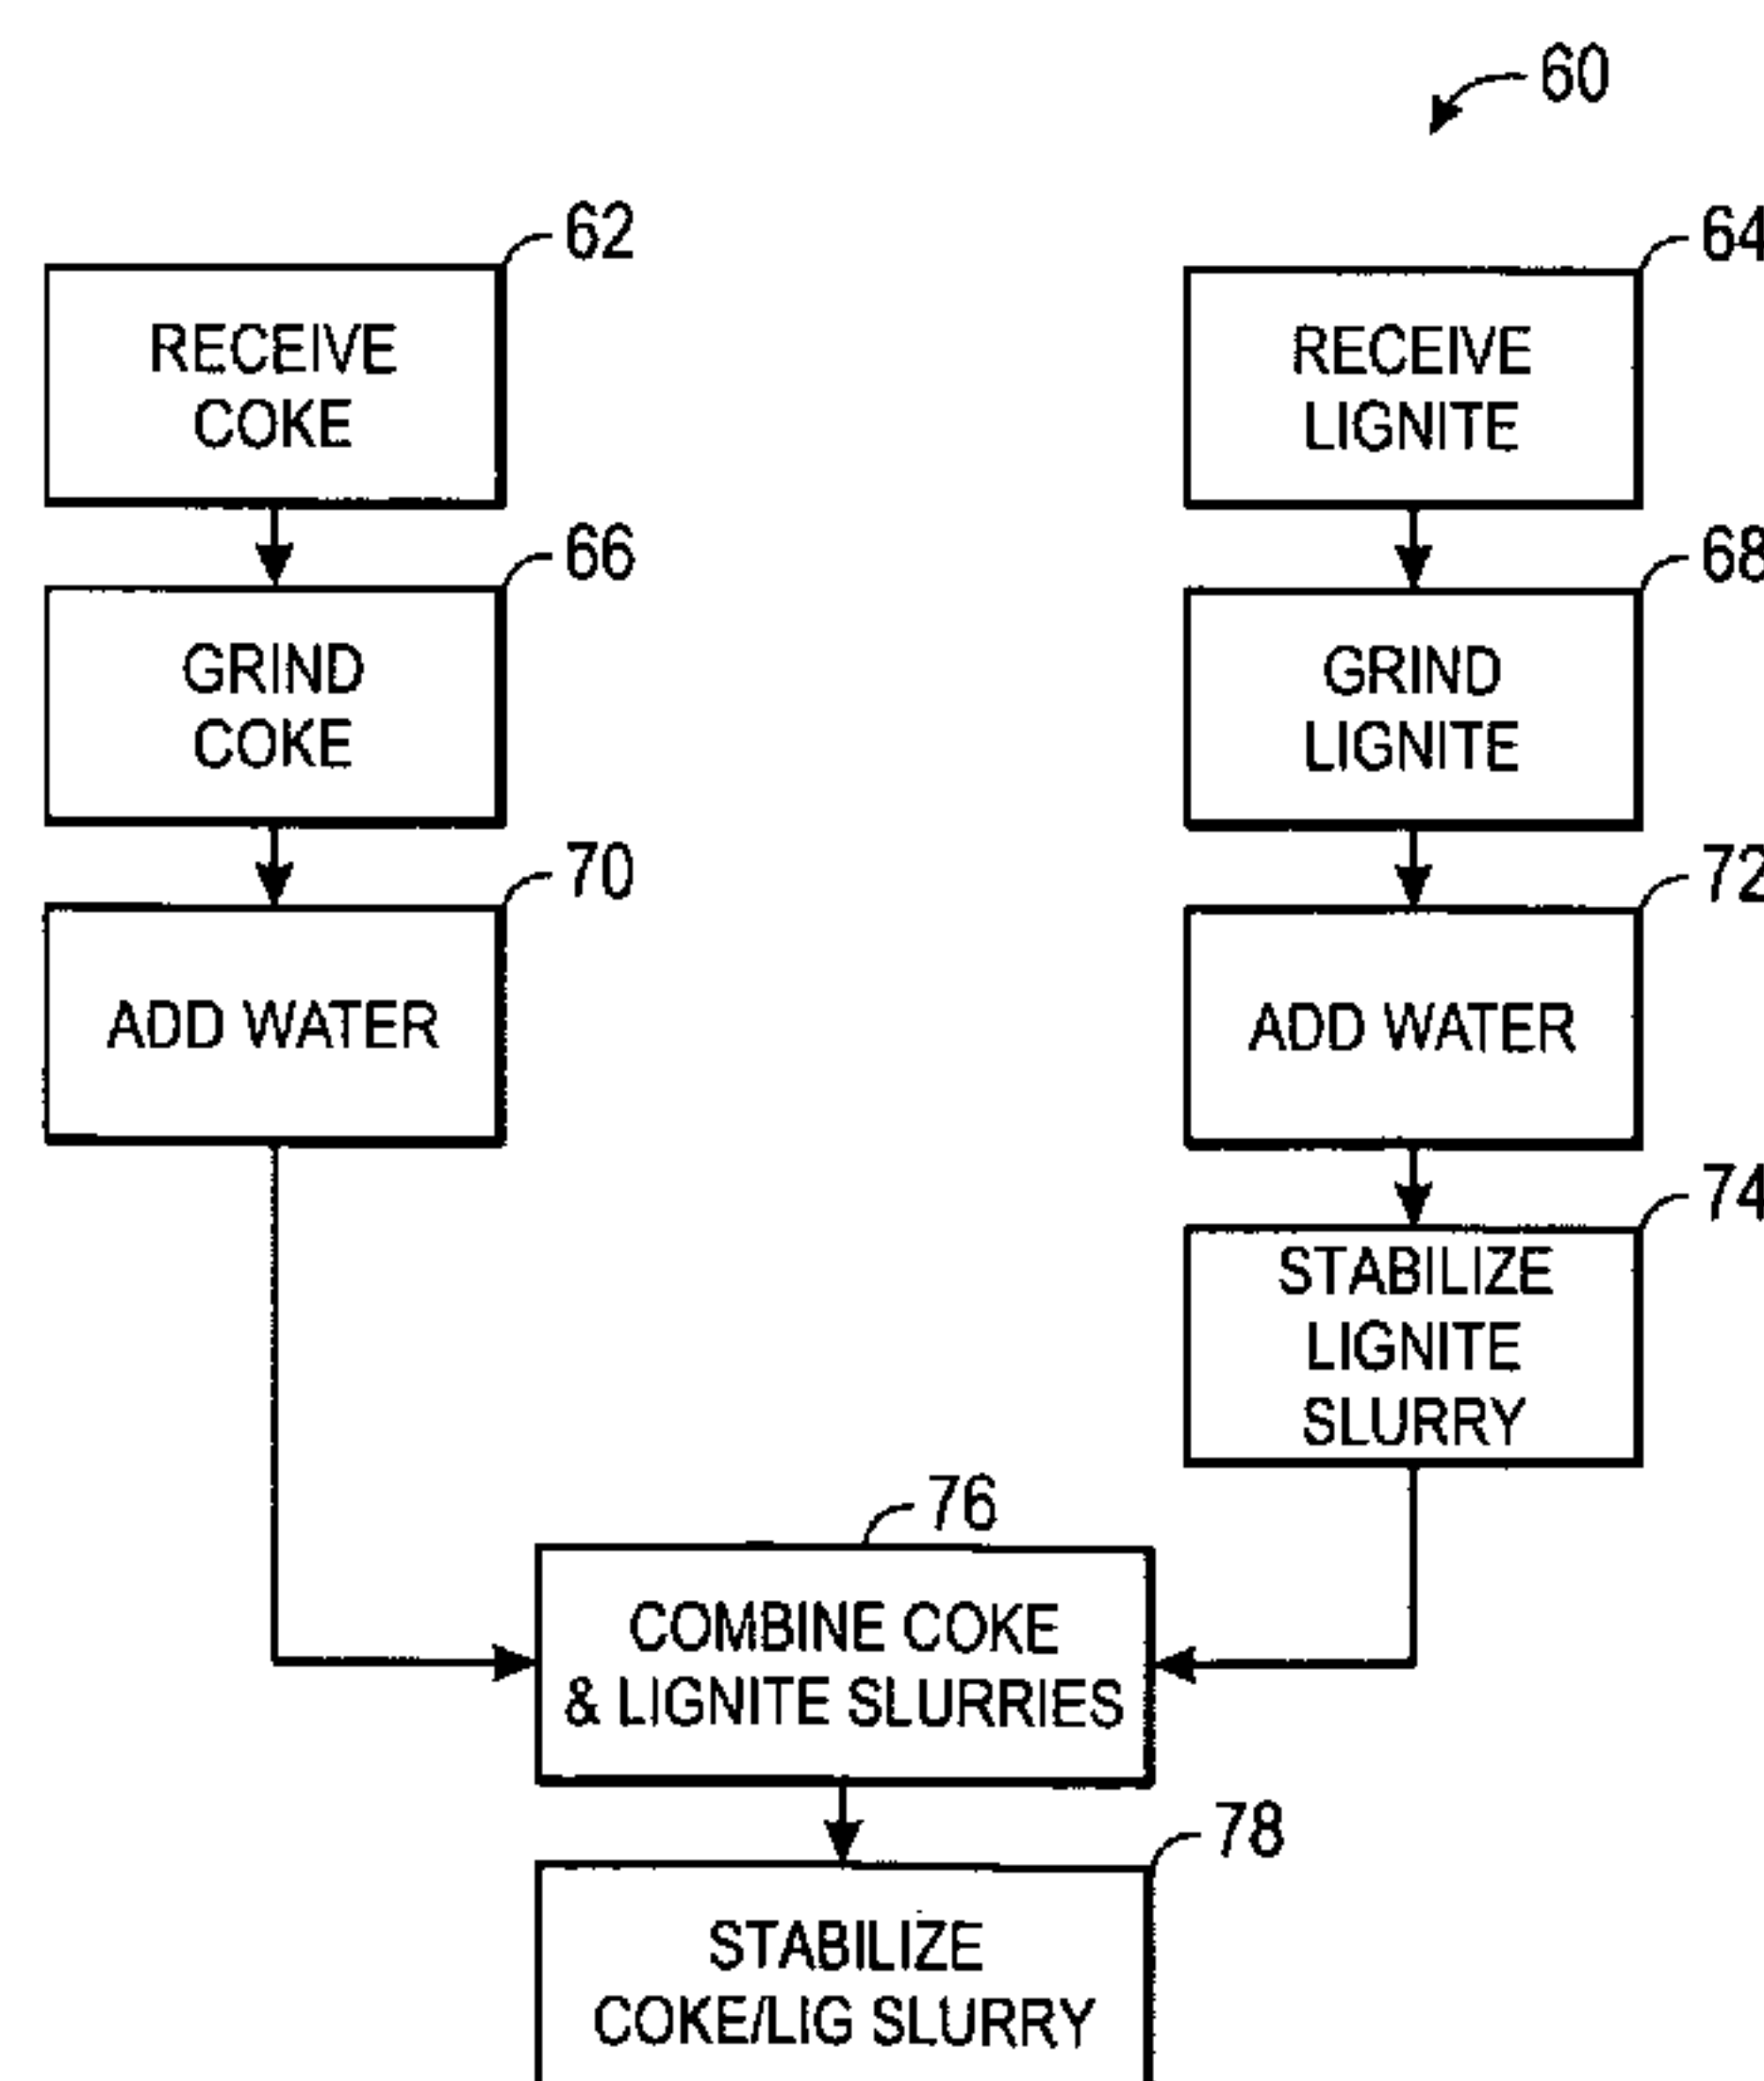 60
62
RECEIVE
COKE
64
RECEIVE
LIGNITE
66
GRIND
COKE
68
GRIND
LIGNITE
70
ADD WATER
72
ADD WATER
74
STABILIZE
LIGNITE
SLURRY
76
COMBINE COKE
& LIGNITE SLURRIES
78
STABILIZE
COKE/LIG SLURRY